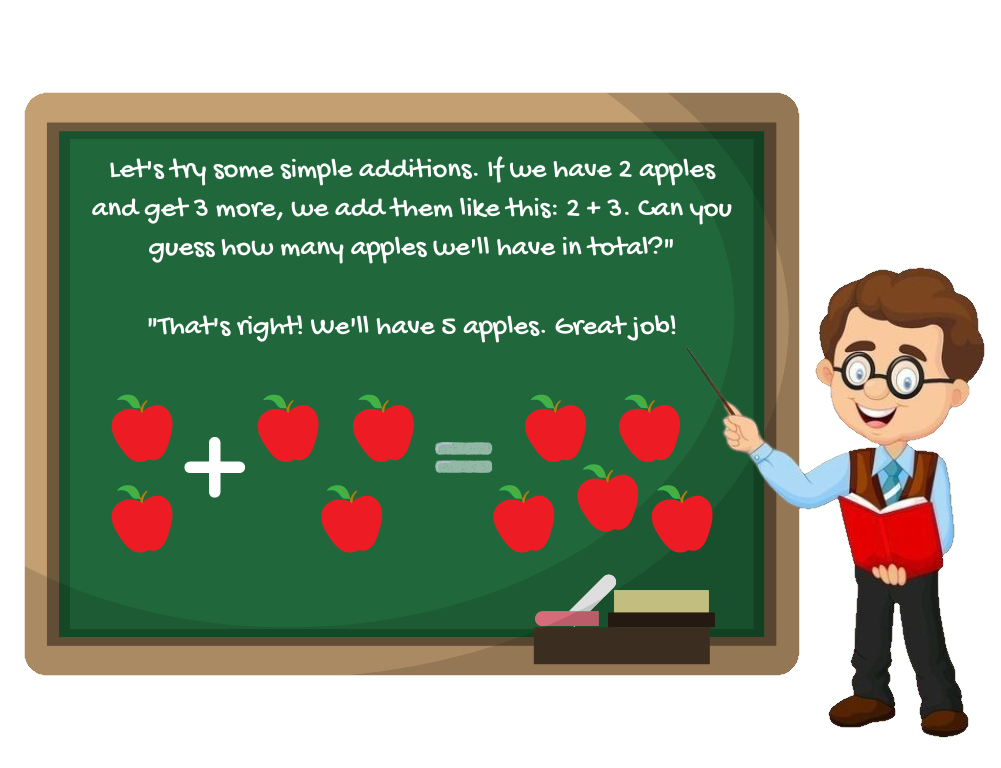 Let's try some simple additions. If we have 2 apples
and get 3 more, we add them like this: 2 + 3. Can you
guess how many apples we'll have in total?"
"That's right! We'll have 5 apples. Great job!
+ =